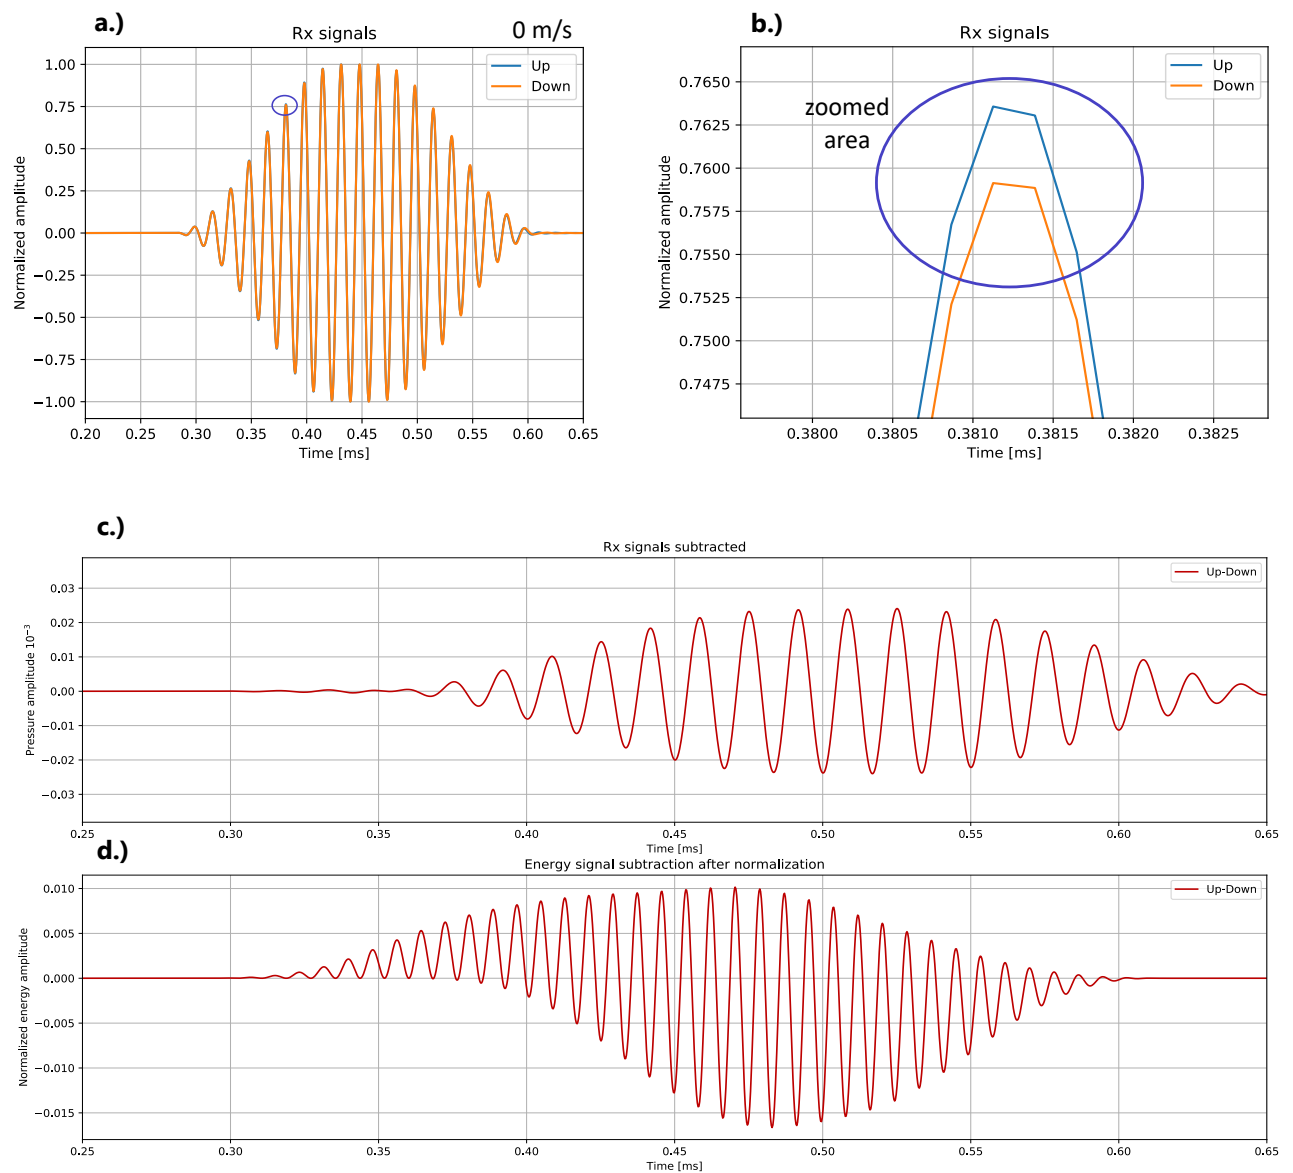 a.)
0 m/s
Rx signals
Up
Down
1.00
0.75
0.50
0.25
0.00
−0.25
−0.50
−0.75
−1.00
Normalized amplitude
0.20 0.25 0.30 0.35 0.40 0.45 0.50 0.55 0.60 0.65
Time [ms]
b.)
Rx signals
Up
Down
zoomed
area
0.7650
0.7625
0.7600
0.7575
0.7550
0.7525
0.7500
0.7475
Normalized amplitude
0.3800 0.3805 0.3810 0.3815 0.3820 0.3825
Time [ms]
c.)
Rx signals subtracted
Up-Down
0.03
0.02
0.01
0.00
−0.01
−0.02
−0.03
Pressure amplitude 10⁻³
0.25 0.30 0.35 0.40 0.45 0.50 0.55 0.60 0.65
Time [ms]
d.)
Energy signal subtraction after normalization
Up-Down
0.010
0.005
0.000
−0.005
−0.010
−0.015
Normalized energy amplitude
0.25 0.30 0.35 0.40 0.45 0.50 0.55 0.60 0.65
Time [ms]